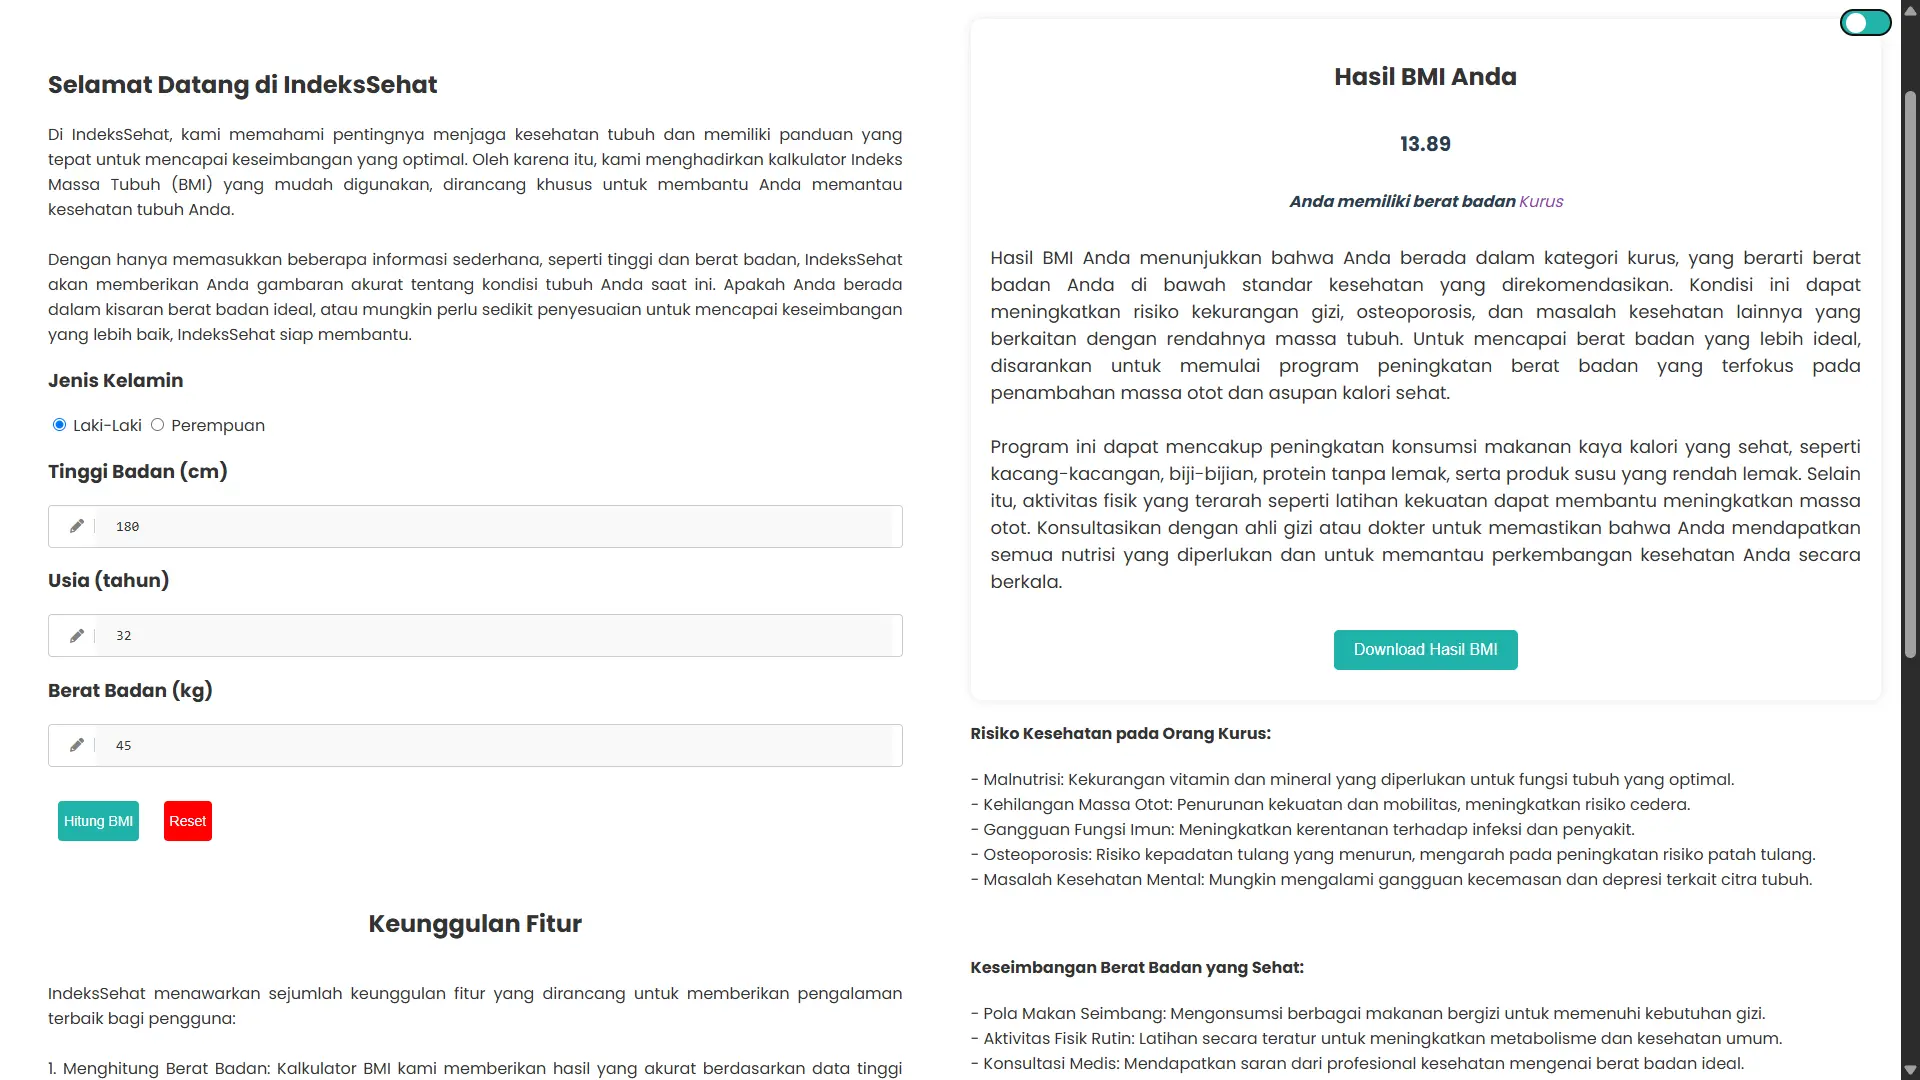 Selamat Datang di IndeksSehat
Di IndeksSehat, kami memahami pentingnya menjaga kesehatan tubuh dan memiliki panduan yang
tepat untuk mencapai keseimbangan yang optimal. Oleh karena itu, kami menghadirkan kalkulator Indeks
Massa Tubuh (BMI) yang mudah digunakan, dirancang khusus untuk membantu Anda memantau
kesehatan tubuh Anda.
Dengan hanya memasukkan beberapa informasi sederhana, seperti tinggi dan berat badan, IndeksSehat
akan memberikan Anda gambaran akurat tentang kondisi tubuh Anda saat ini. Apakah Anda berada
dalam kisaran berat badan ideal, atau mungkin perlu sedikit penyesuaian untuk mencapai keseimbangan
yang lebih baik, IndeksSehat siap membantu.
Jenis Kelamin
Laki-Laki Perempuan
Tinggi Badan (cm)
180
Usia (tahun)
32
Berat Badan (kg)
45
Hitung BMI Reset
Keunggulan Fitur
IndeksSehat menawarkan sejumlah keunggulan fitur yang dirancang untuk memberikan pengalaman
terbaik bagi pengguna:
1. Menghitung Berat Badan: Kalkulator BMI kami memberikan hasil yang akurat berdasarkan data tinggi
Hasil BMI Anda
13.89
Anda memiliki berat badan Kurus
Hasil BMI Anda menunjukkan bahwa Anda berada dalam kategori kurus, yang berarti berat
badan Anda di bawah standar kesehatan yang direkomendasikan. Kondisi ini dapat
meningkatkan risiko kekurangan gizi, osteoporosis, dan masalah kesehatan lainnya yang
berkaitan dengan rendahnya massa tubuh. Untuk mencapai berat badan yang lebih ideal,
disarankan untuk memulai program peningkatan berat badan yang terfokus pada
penambahan massa otot dan asupan kalori sehat.
Program ini dapat mencakup peningkatan konsumsi makanan kaya kalori yang sehat, seperti
kacang-kacangan, biji-bijian, protein tanpa lemak, serta produk susu yang rendah lemak. Selain
itu, aktivitas fisik yang terarah seperti latihan kekuatan dapat membantu meningkatkan massa
otot. Konsultasikan dengan ahli gizi atau dokter untuk memastikan bahwa Anda mendapatkan
semua nutrisi yang diperlukan dan untuk memantau perkembangan kesehatan Anda secara
berkala.
Download Hasil BMI
Risiko Kesehatan pada Orang Kurus:
- Malnutrisi: Kekurangan vitamin dan mineral yang diperlukan untuk fungsi tubuh yang optimal.
- Kehilangan Massa Otot: Penurunan kekuatan dan mobilitas, meningkatkan risiko cedera.
- Gangguan Fungsi Imun: Meningkatkan kerentanan terhadap infeksi dan penyakit.
- Osteoporosis: Risiko kepadatan tulang yang menurun, mengarah pada peningkatan risiko patah tulang.
- Masalah Kesehatan Mental: Mungkin mengalami gangguan kecemasan dan depresi terkait citra tubuh.
Keseimbangan Berat Badan yang Sehat:
- Pola Makan Seimbang: Mengonsumsi berbagai makanan bergizi untuk memenuhi kebutuhan gizi.
- Aktivitas Fisik Rutin: Latihan secara teratur untuk meningkatkan metabolisme dan kesehatan umum.
- Konsultasi Medis: Mendapatkan saran dari profesional kesehatan mengenai berat badan ideal.